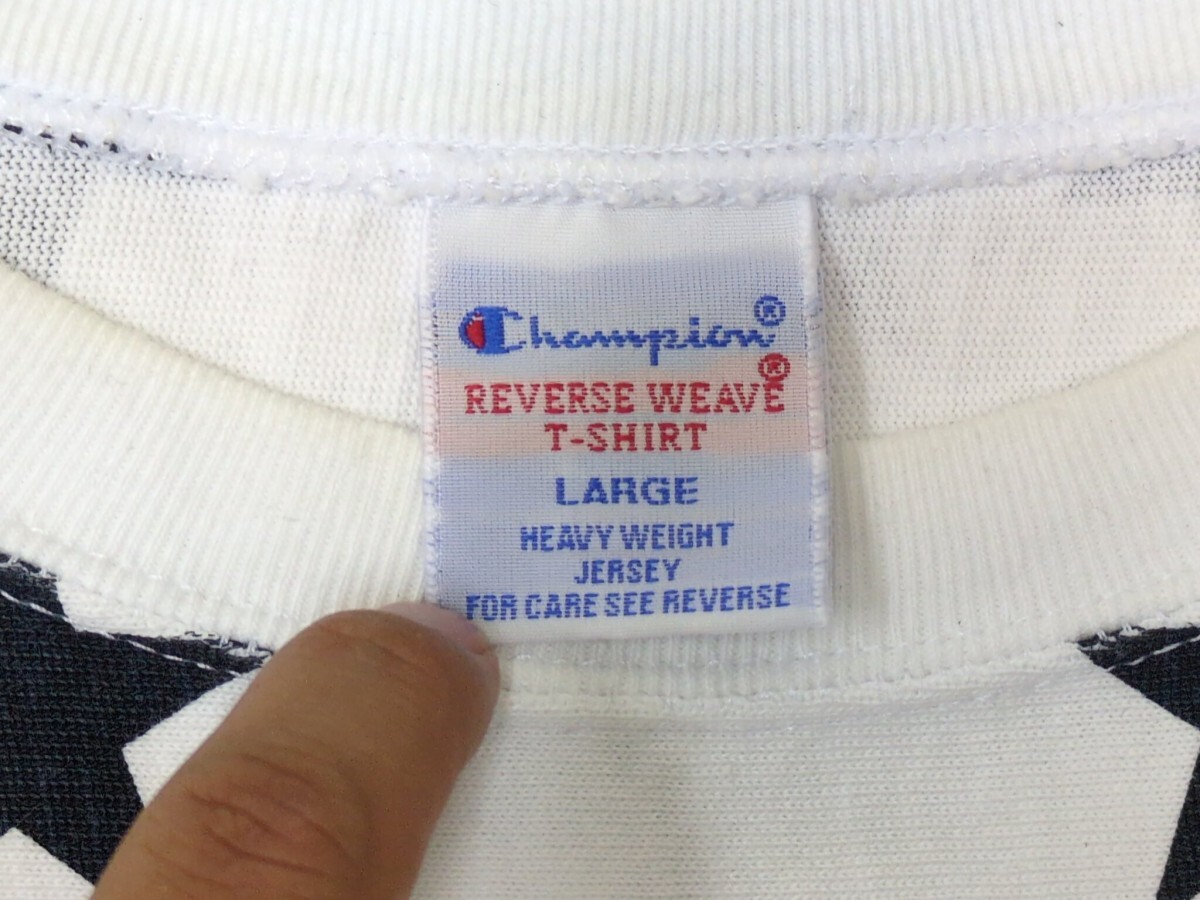 Champion®
REVERSE WEAVE®
T-SHIRT
LARGE
HEAVY WEIGHT
JERSEY
FOR CARE SEE REVERSE